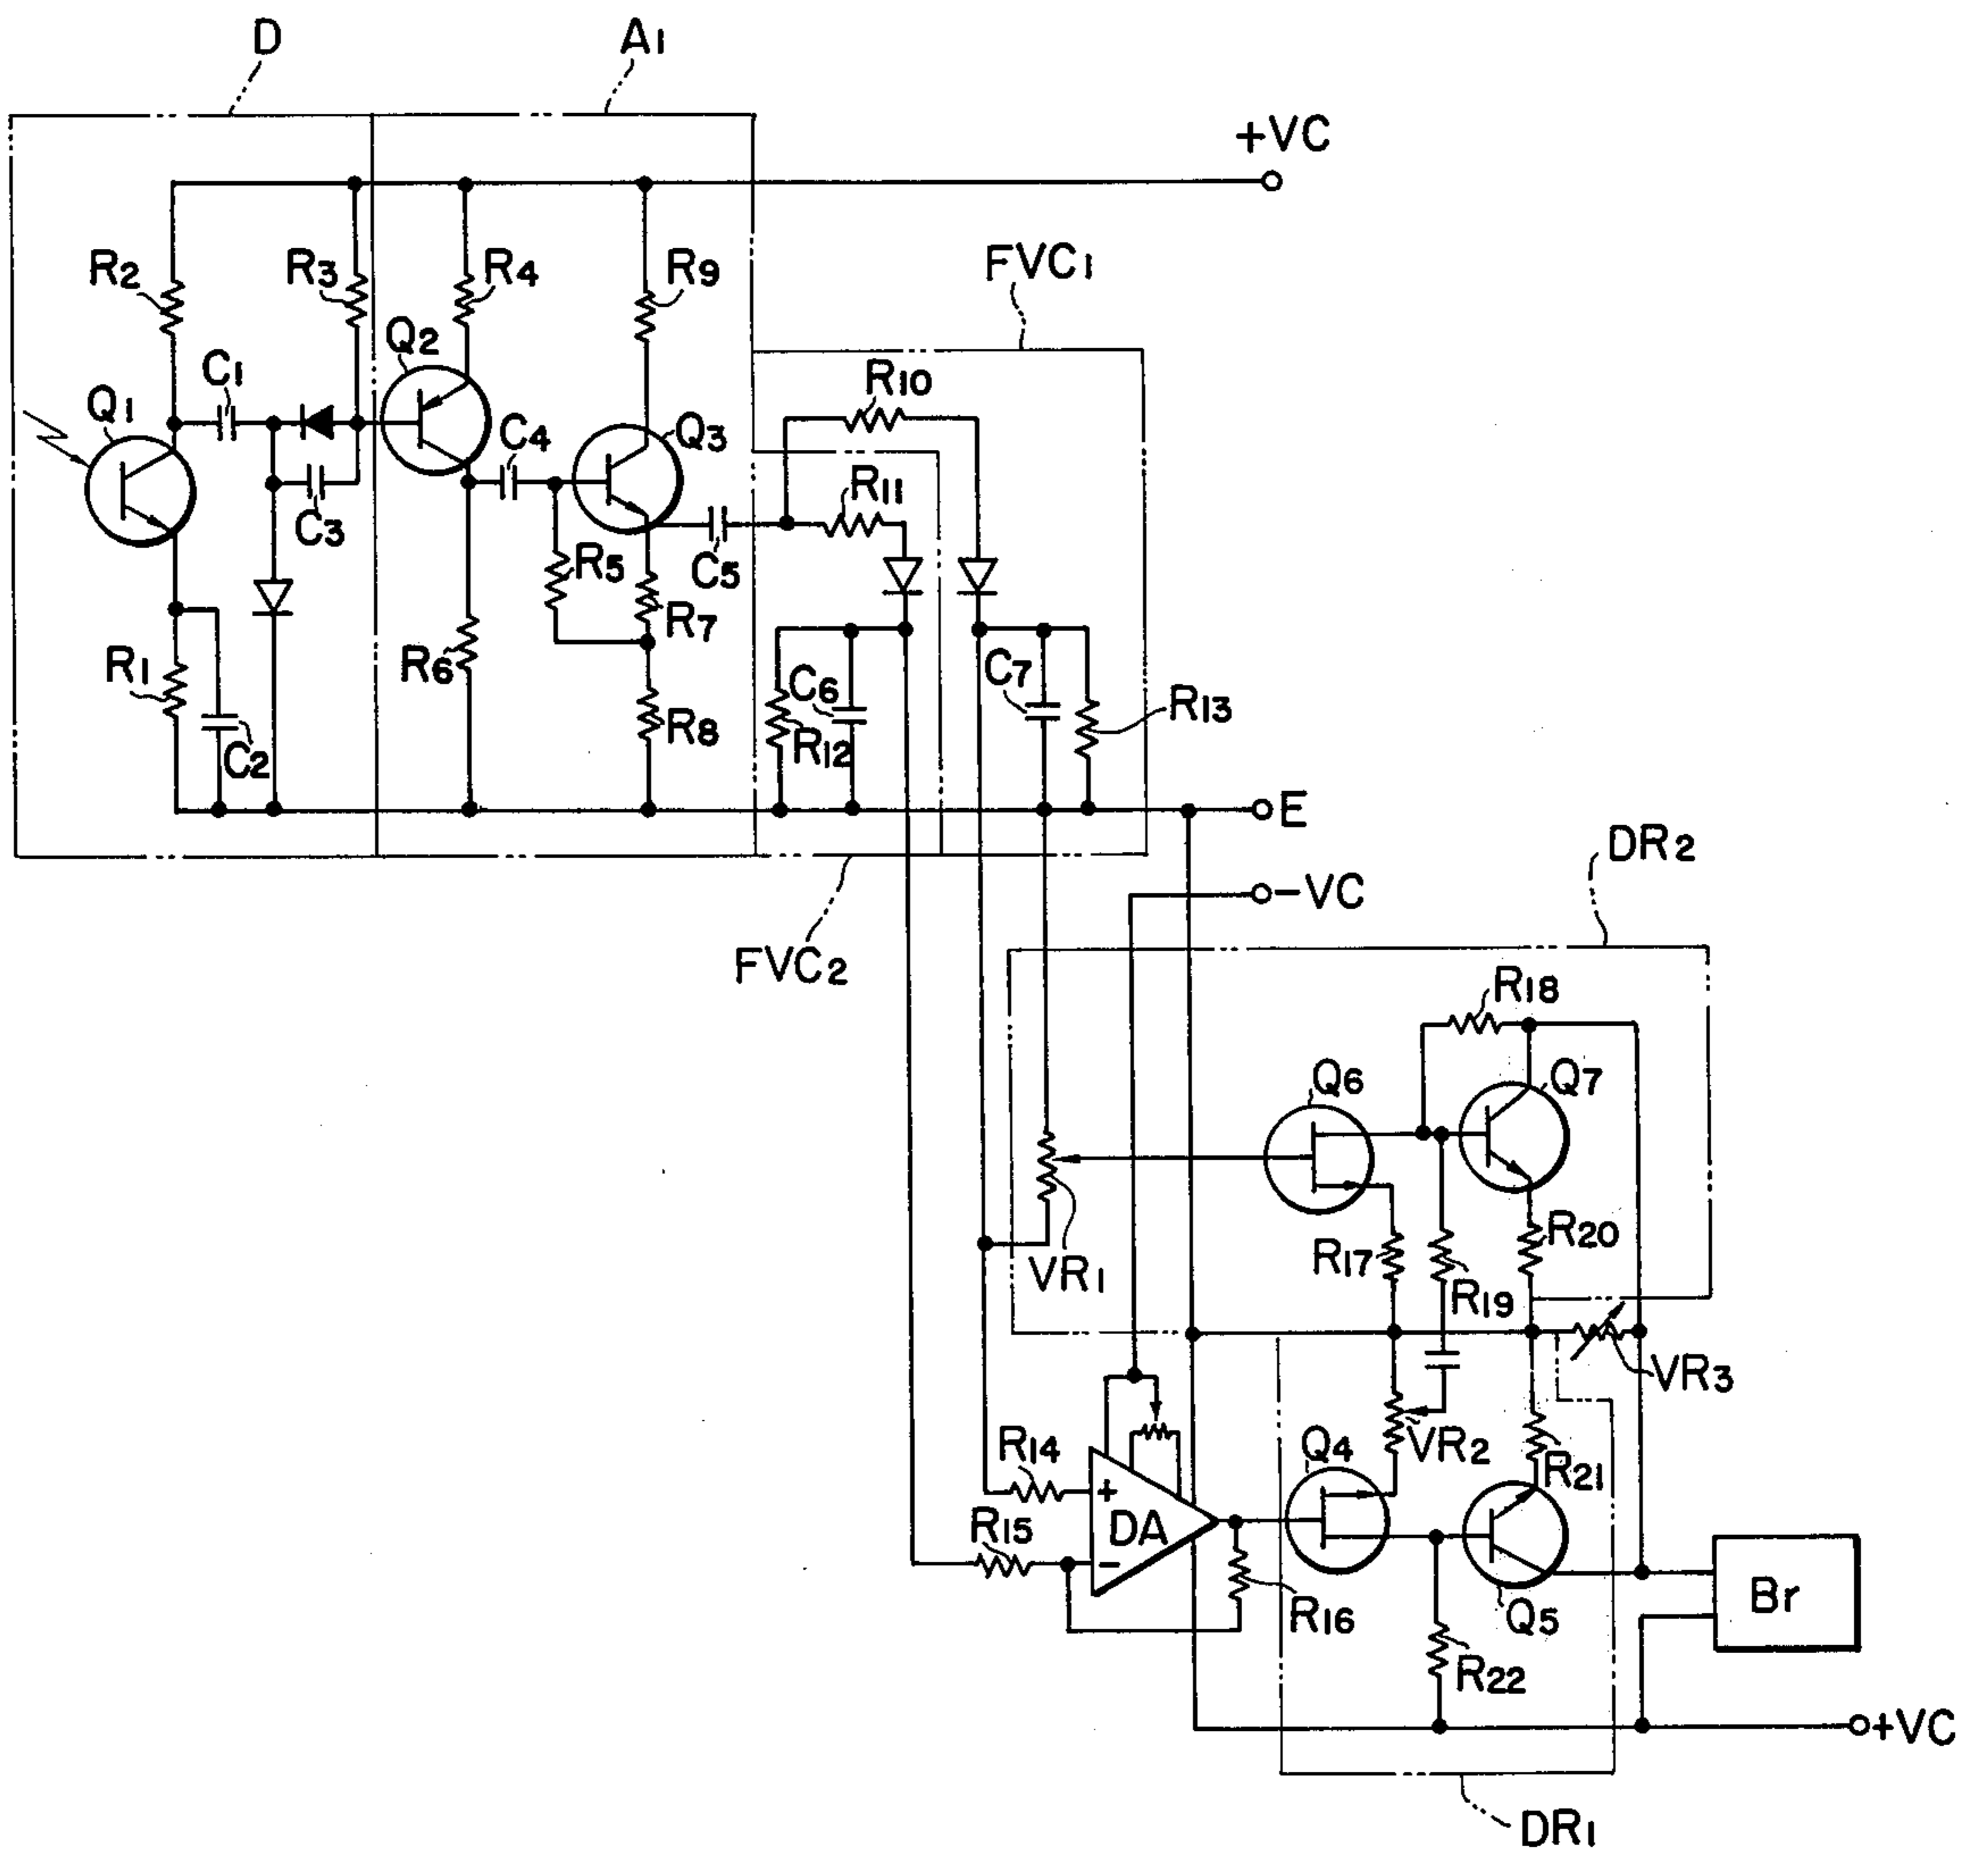 D
A1
+VC
R2
R3
R4
R9
FVC1
Q2
C1
R10
Q1
Q3
C4
R11
C3
C5
R5
R7
R1
R6
C6
C7
R13
R8
R12
C2
E
DR2
-VC
FVC2
R18
Q6
Q7
R20
R17
VR1
R19
VR3
R14
Q4
VR2
R21
+
DA
R15
-
R16
Q5
Br
R22
+VC
DR1